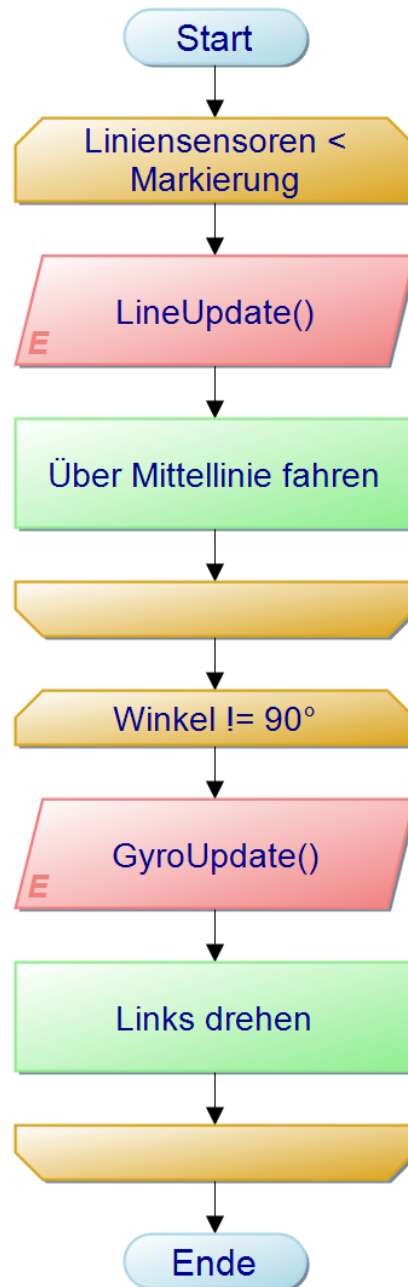 Start
Liniensensoren <
Markierung
LineUpdate()
E
Über Mittellinie fahren
Winkel != 90°
GyroUpdate()
E
Links drehen
Ende